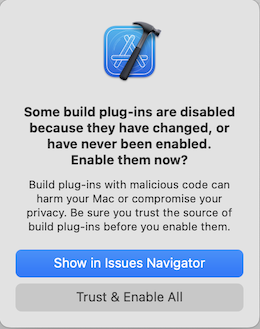 Some build plug-ins are disabled
because they have changed, or
have never been enabled.
Enable them now?
Build plug-ins with malicious code can
harm your Mac or compromise your
privacy. Be sure you trust the source of
build plug-ins before you enable them.
Show in Issues Navigator
Trust & Enable All